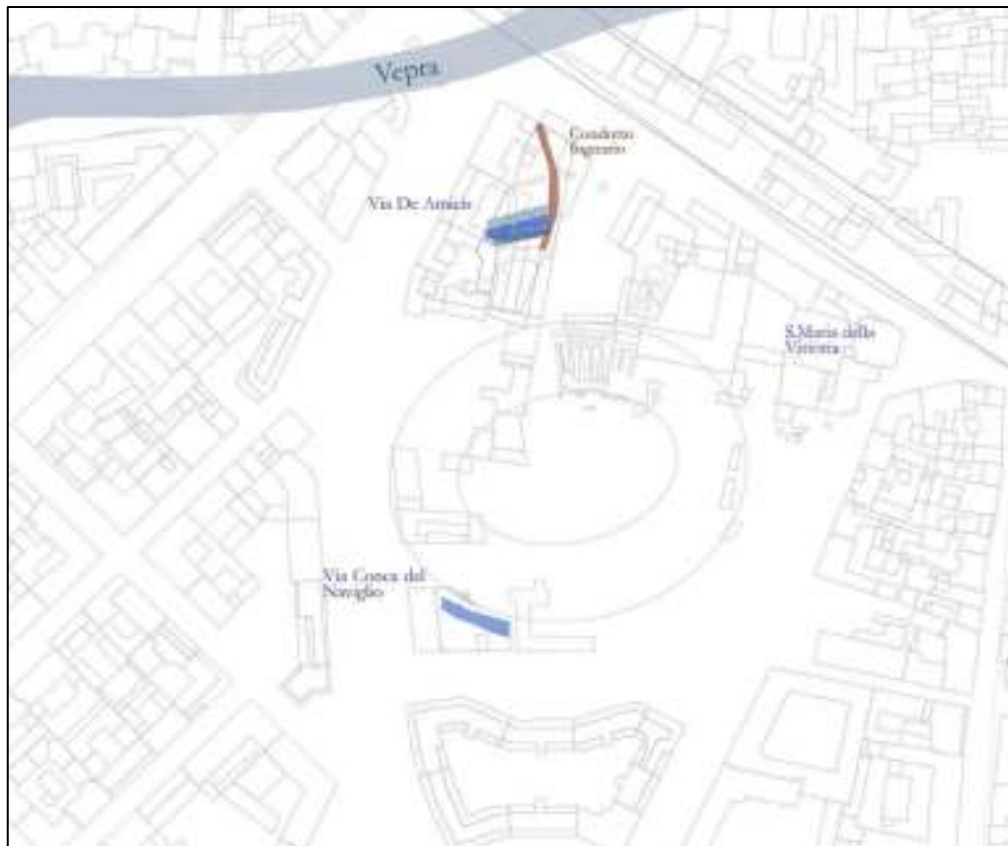 Vepra
Condotto
fognario
Via De Amicis
S.Maria della
Vittoria
Via Conca del
Naviglio